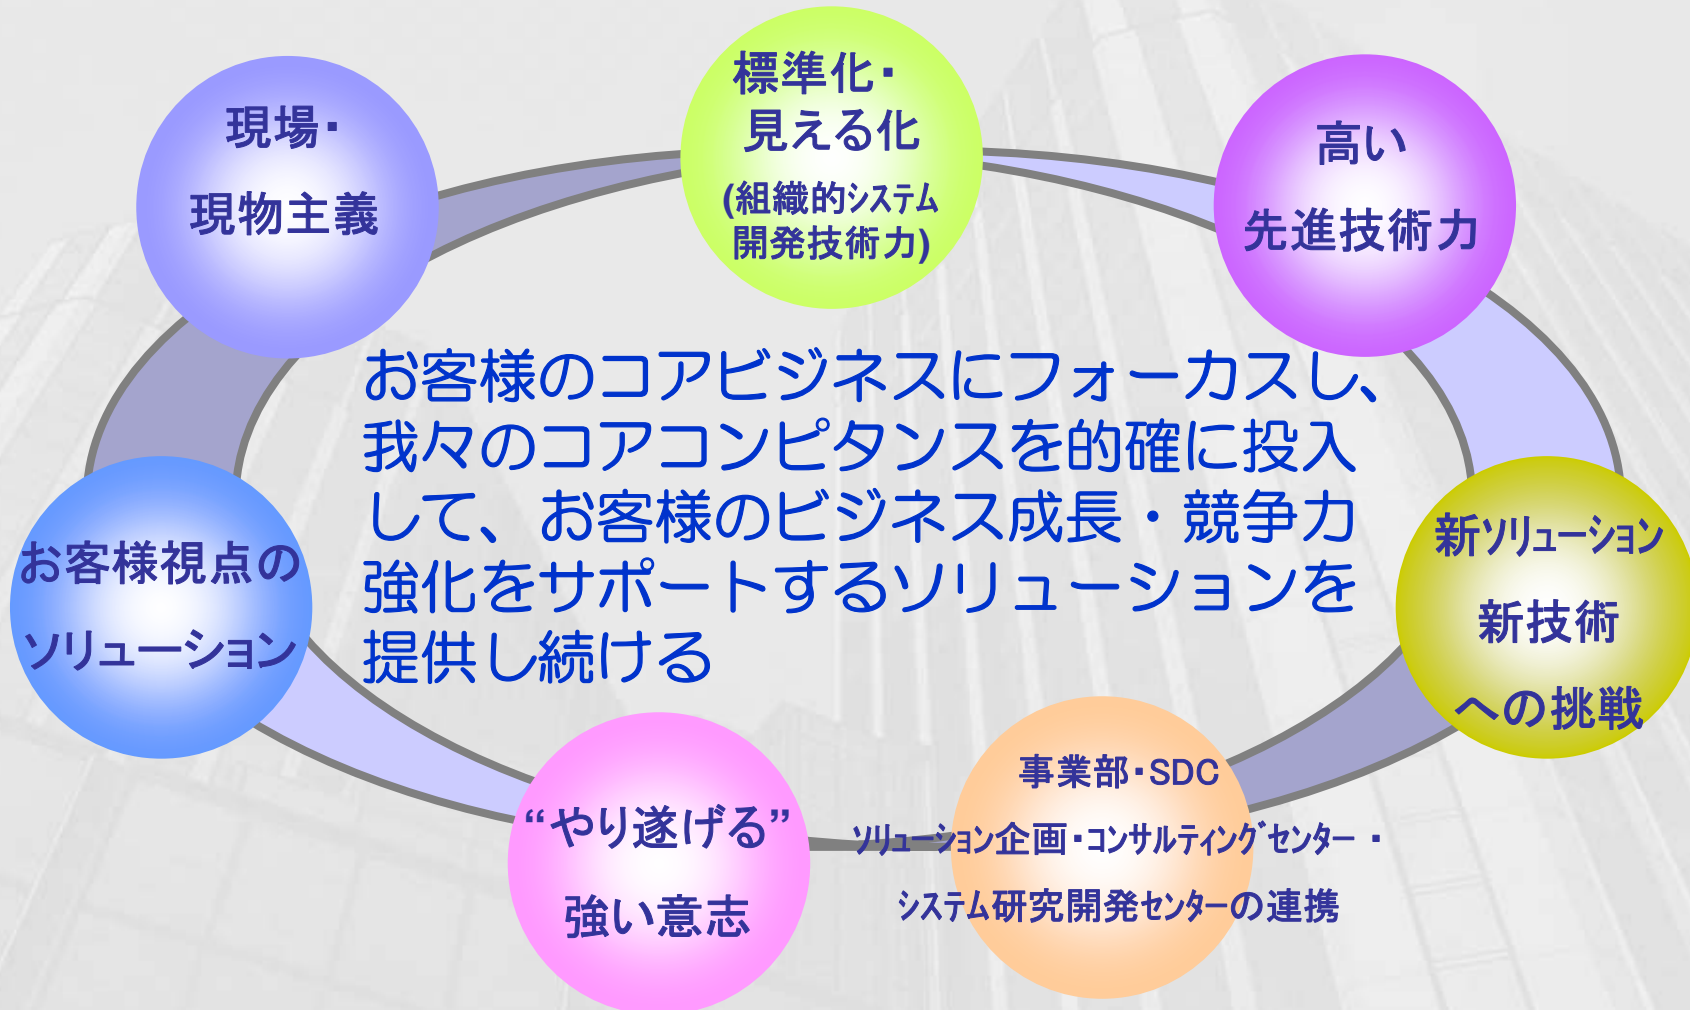 標準化・
見える化
(組織的ｼｽﾃﾑ
開発技術力)
現場・
現物主義
高い
先進技術力
お客様のコアビジネスにフォーカスし、
我々のコアコンピタンスを的確に投入
して、お客様のビジネス成長・競争力
強化をサポートするソリューションを
提供し続ける
お客様視点の
ソリューション
新ｿﾘｭｰｼｮﾝ
新技術
への挑戦
“やり遂げる”
強い意志
事業部・SDC
ｿﾘｭｰｼｮﾝ企画・ｺﾝｻﾙﾃｨﾝｸﾞｾﾝﾀｰ・
ｼｽﾃﾑ研究開発ｾﾝﾀｰの連携